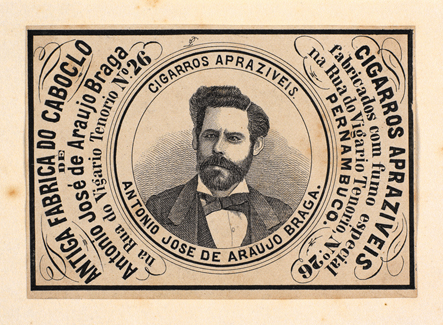 ANTIGA FABRICA DO CABOCLO
DE
Antonio José de Araujo Braga
na Rua do Vigario Tenorio Nº 26
CIGARROS APRAZIVEIS
ANTONIO JOSE DE ARAUJO BRAGA.
CIGARROS APRAZIVEIS
fabricados com fumo especial
na Rua do Vigario Tenorio, Nº 26
PERNAMBUCO.